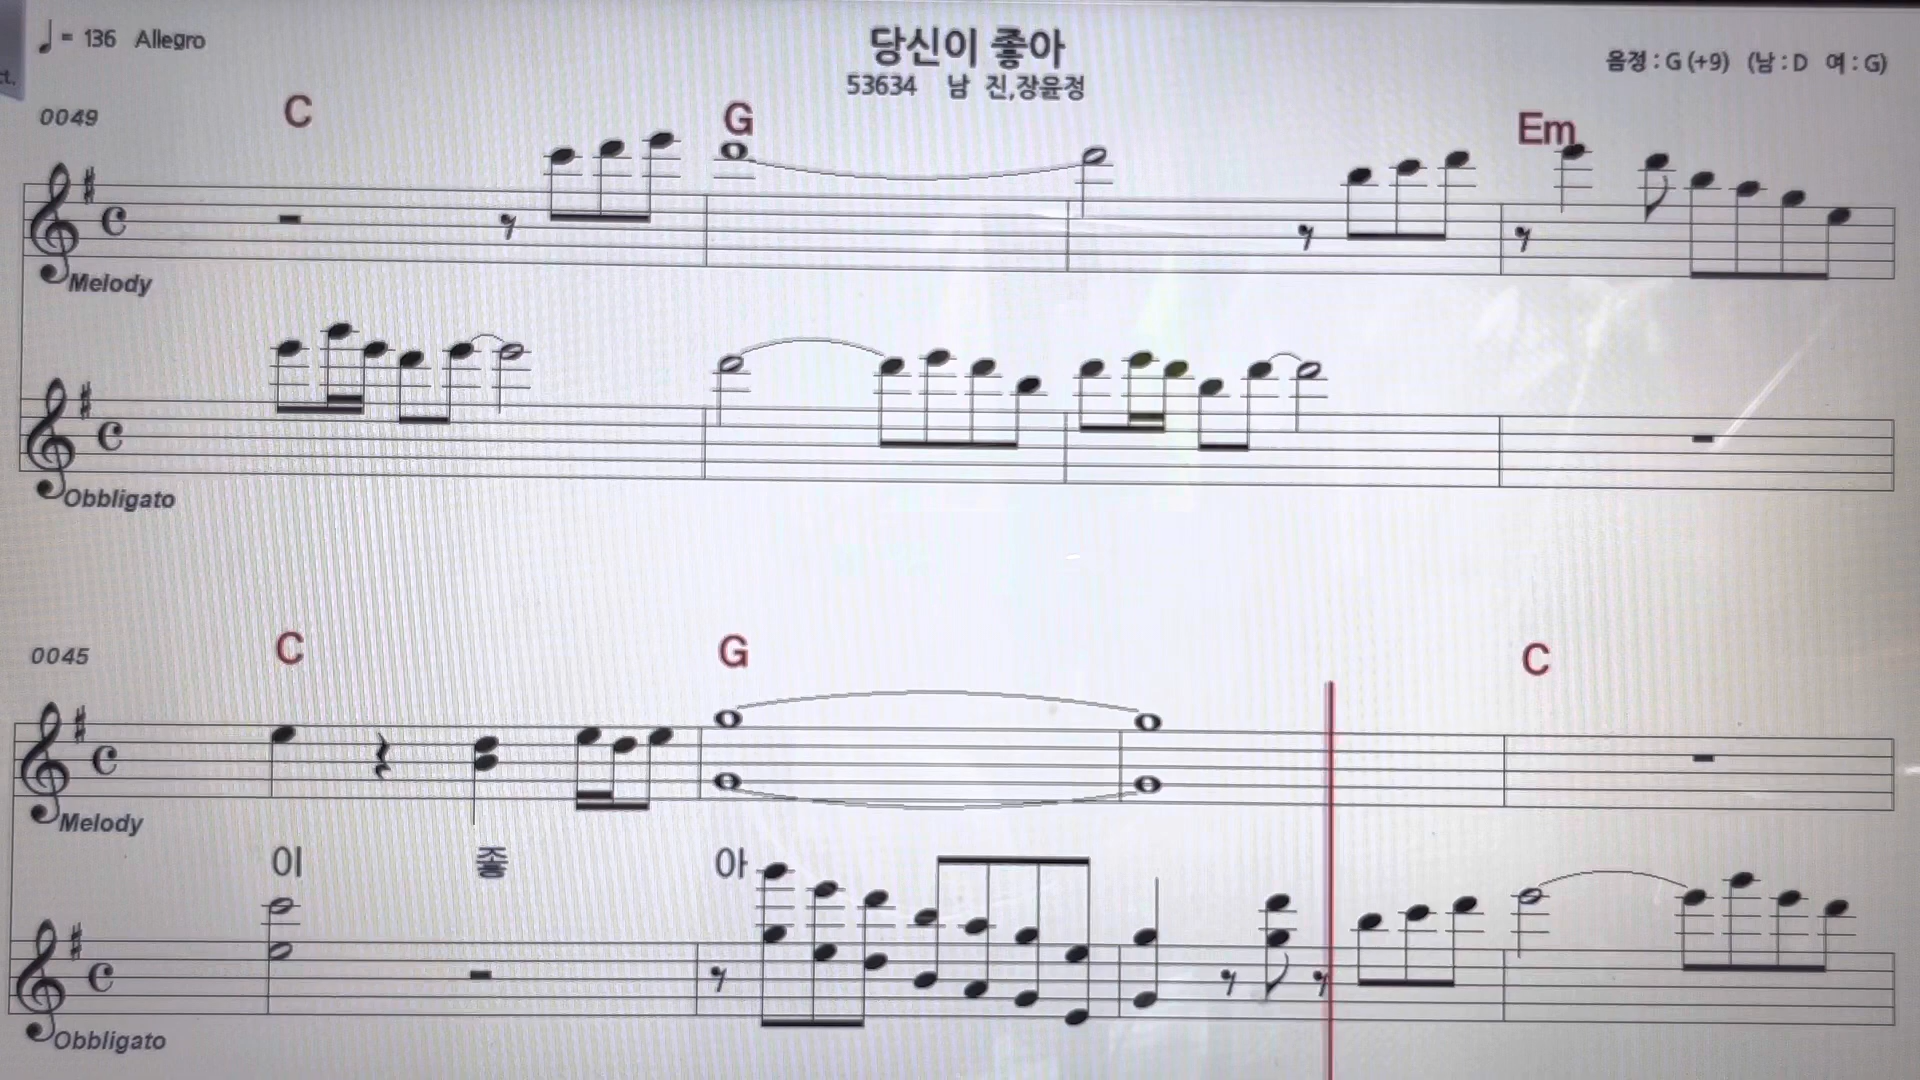 ct.
♩= 136 Allegro
당신이 좋아
53634 남 진,장윤정
음정 : G (+9) (남 : D 여 : G)
0049
C G Em
Melody
Obbligato
0045
C G C
Melody
이 좋 아
Obbligato